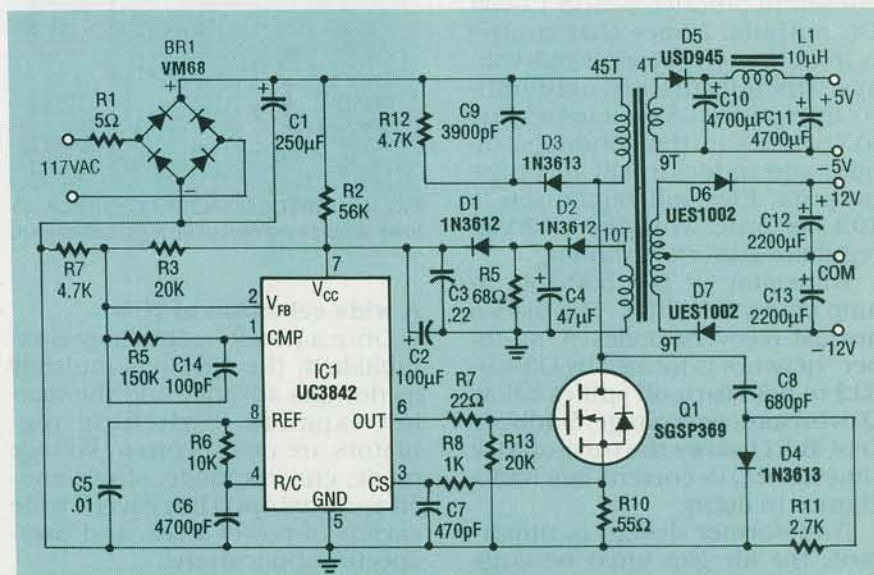 BR1
VM68
+
-
R1
5Ω
117VAC
C1
250µF
+
R12
4.7K
C9
3900pF
45T
4T
D5
USD945
L1
10µH
+
C10
4700µF
+
C11
4700µF
+5V
-5V
R2
56K
D3
1N3613
9T
D6
UES1002
+12V
+
C12
2200µF
COM
+
C13
2200µF
D7
UES1002
9T
-12V
D1
1N3612
D2
1N3612
10T
R7
4.7K
R3
20K
7
VCC
C3
.22
R5
68Ω
+
C4
47µF
2
VFB
1
CMP
+
C2
100µF
R5
150K
C14
100pF
IC1
UC3842
8
REF
OUT
6
R7
22Ω
Q1
SGSP369
C8
680pF
R6
10K
R8
1K
R13
20K
D4
1N3613
C5
.01
4
R/C
CS
3
C6
4700pF
GND
5
C7
470pF
R10
.55Ω
R11
2.7K